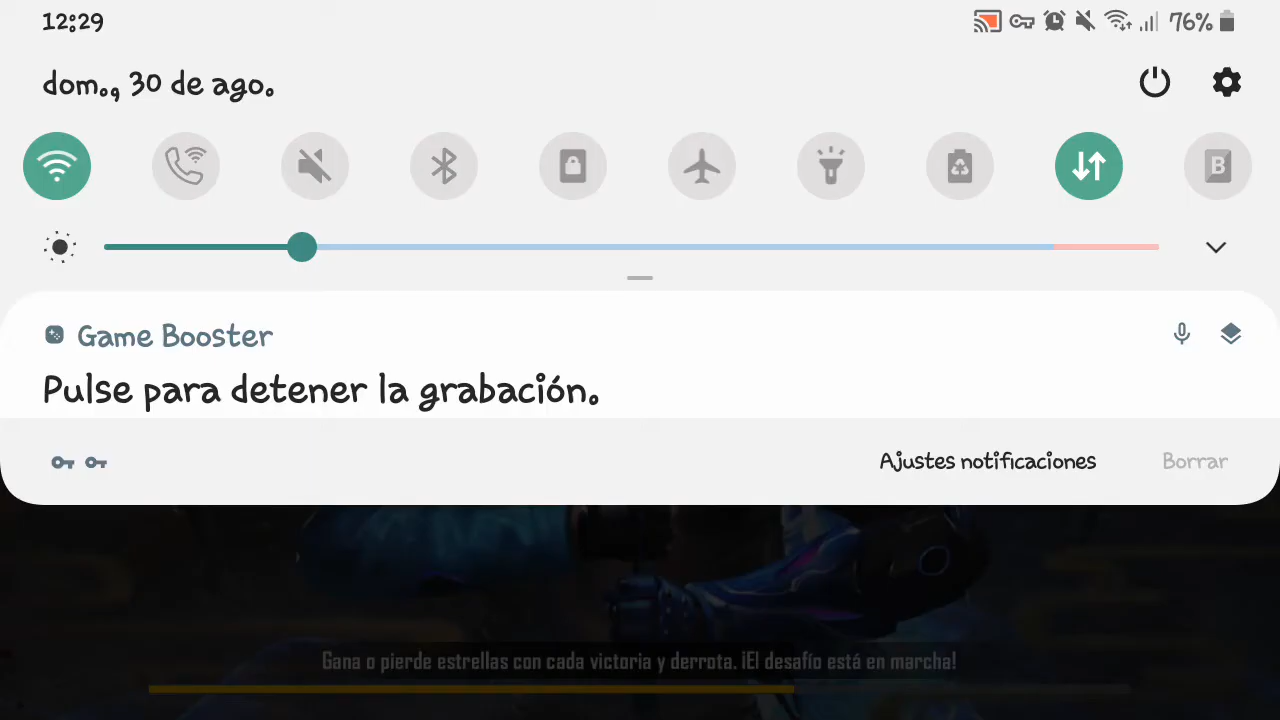 12:29
76%
dom., 30 de ago.
B
Game Booster
Pulse para detener la grabación.
Ajustes notificaciones
Borrar
Gana o pierde estrellas con cada victoria y derrota. ¡El desafío está en marcha!